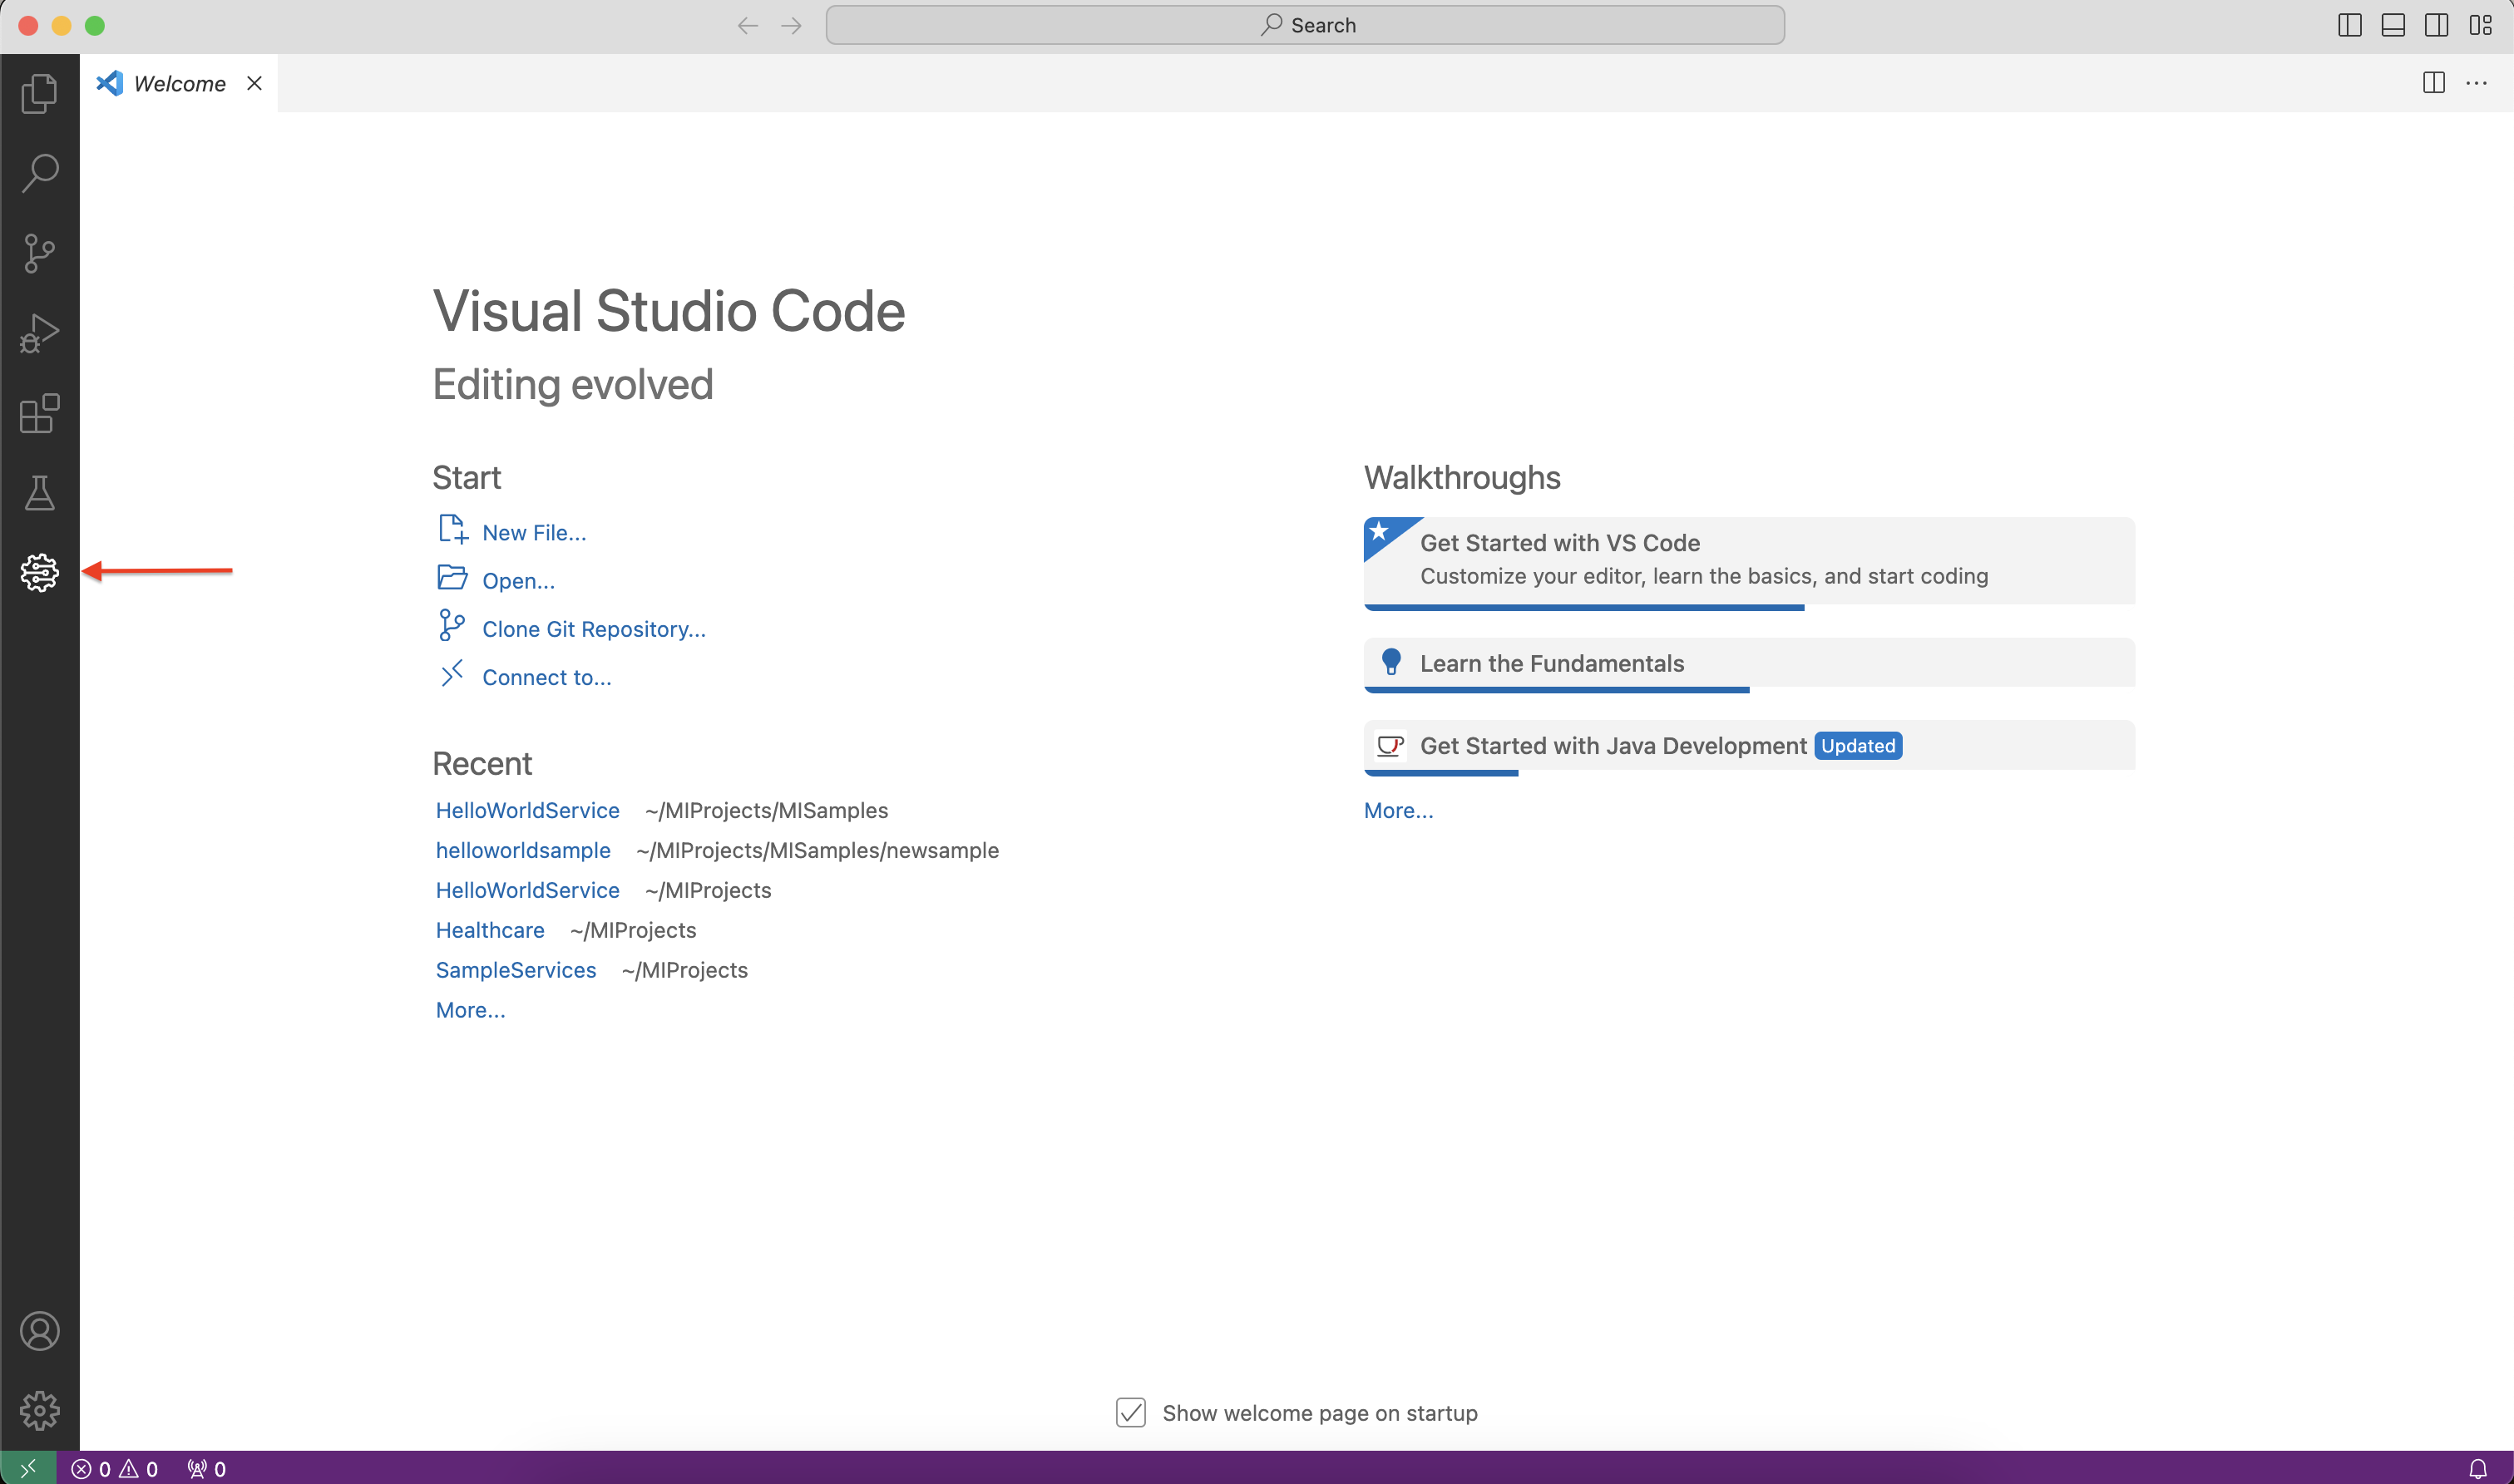 Search
Welcome
Visual Studio Code
Editing evolved
Start
New File...
Open...
Clone Git Repository...
Connect to...
Recent
HelloWorldService ~/MIProjects/MISamples
helloworldsample ~/MIProjects/MISamples/newsample
HelloWorldService ~/MIProjects
Healthcare ~/MIProjects
SampleServices ~/MIProjects
More...
Walkthroughs
Get Started with VS Code
Customize your editor, learn the basics, and start coding
Learn the Fundamentals
Get Started with Java Development Updated
More...
Show welcome page on startup
0 0 0